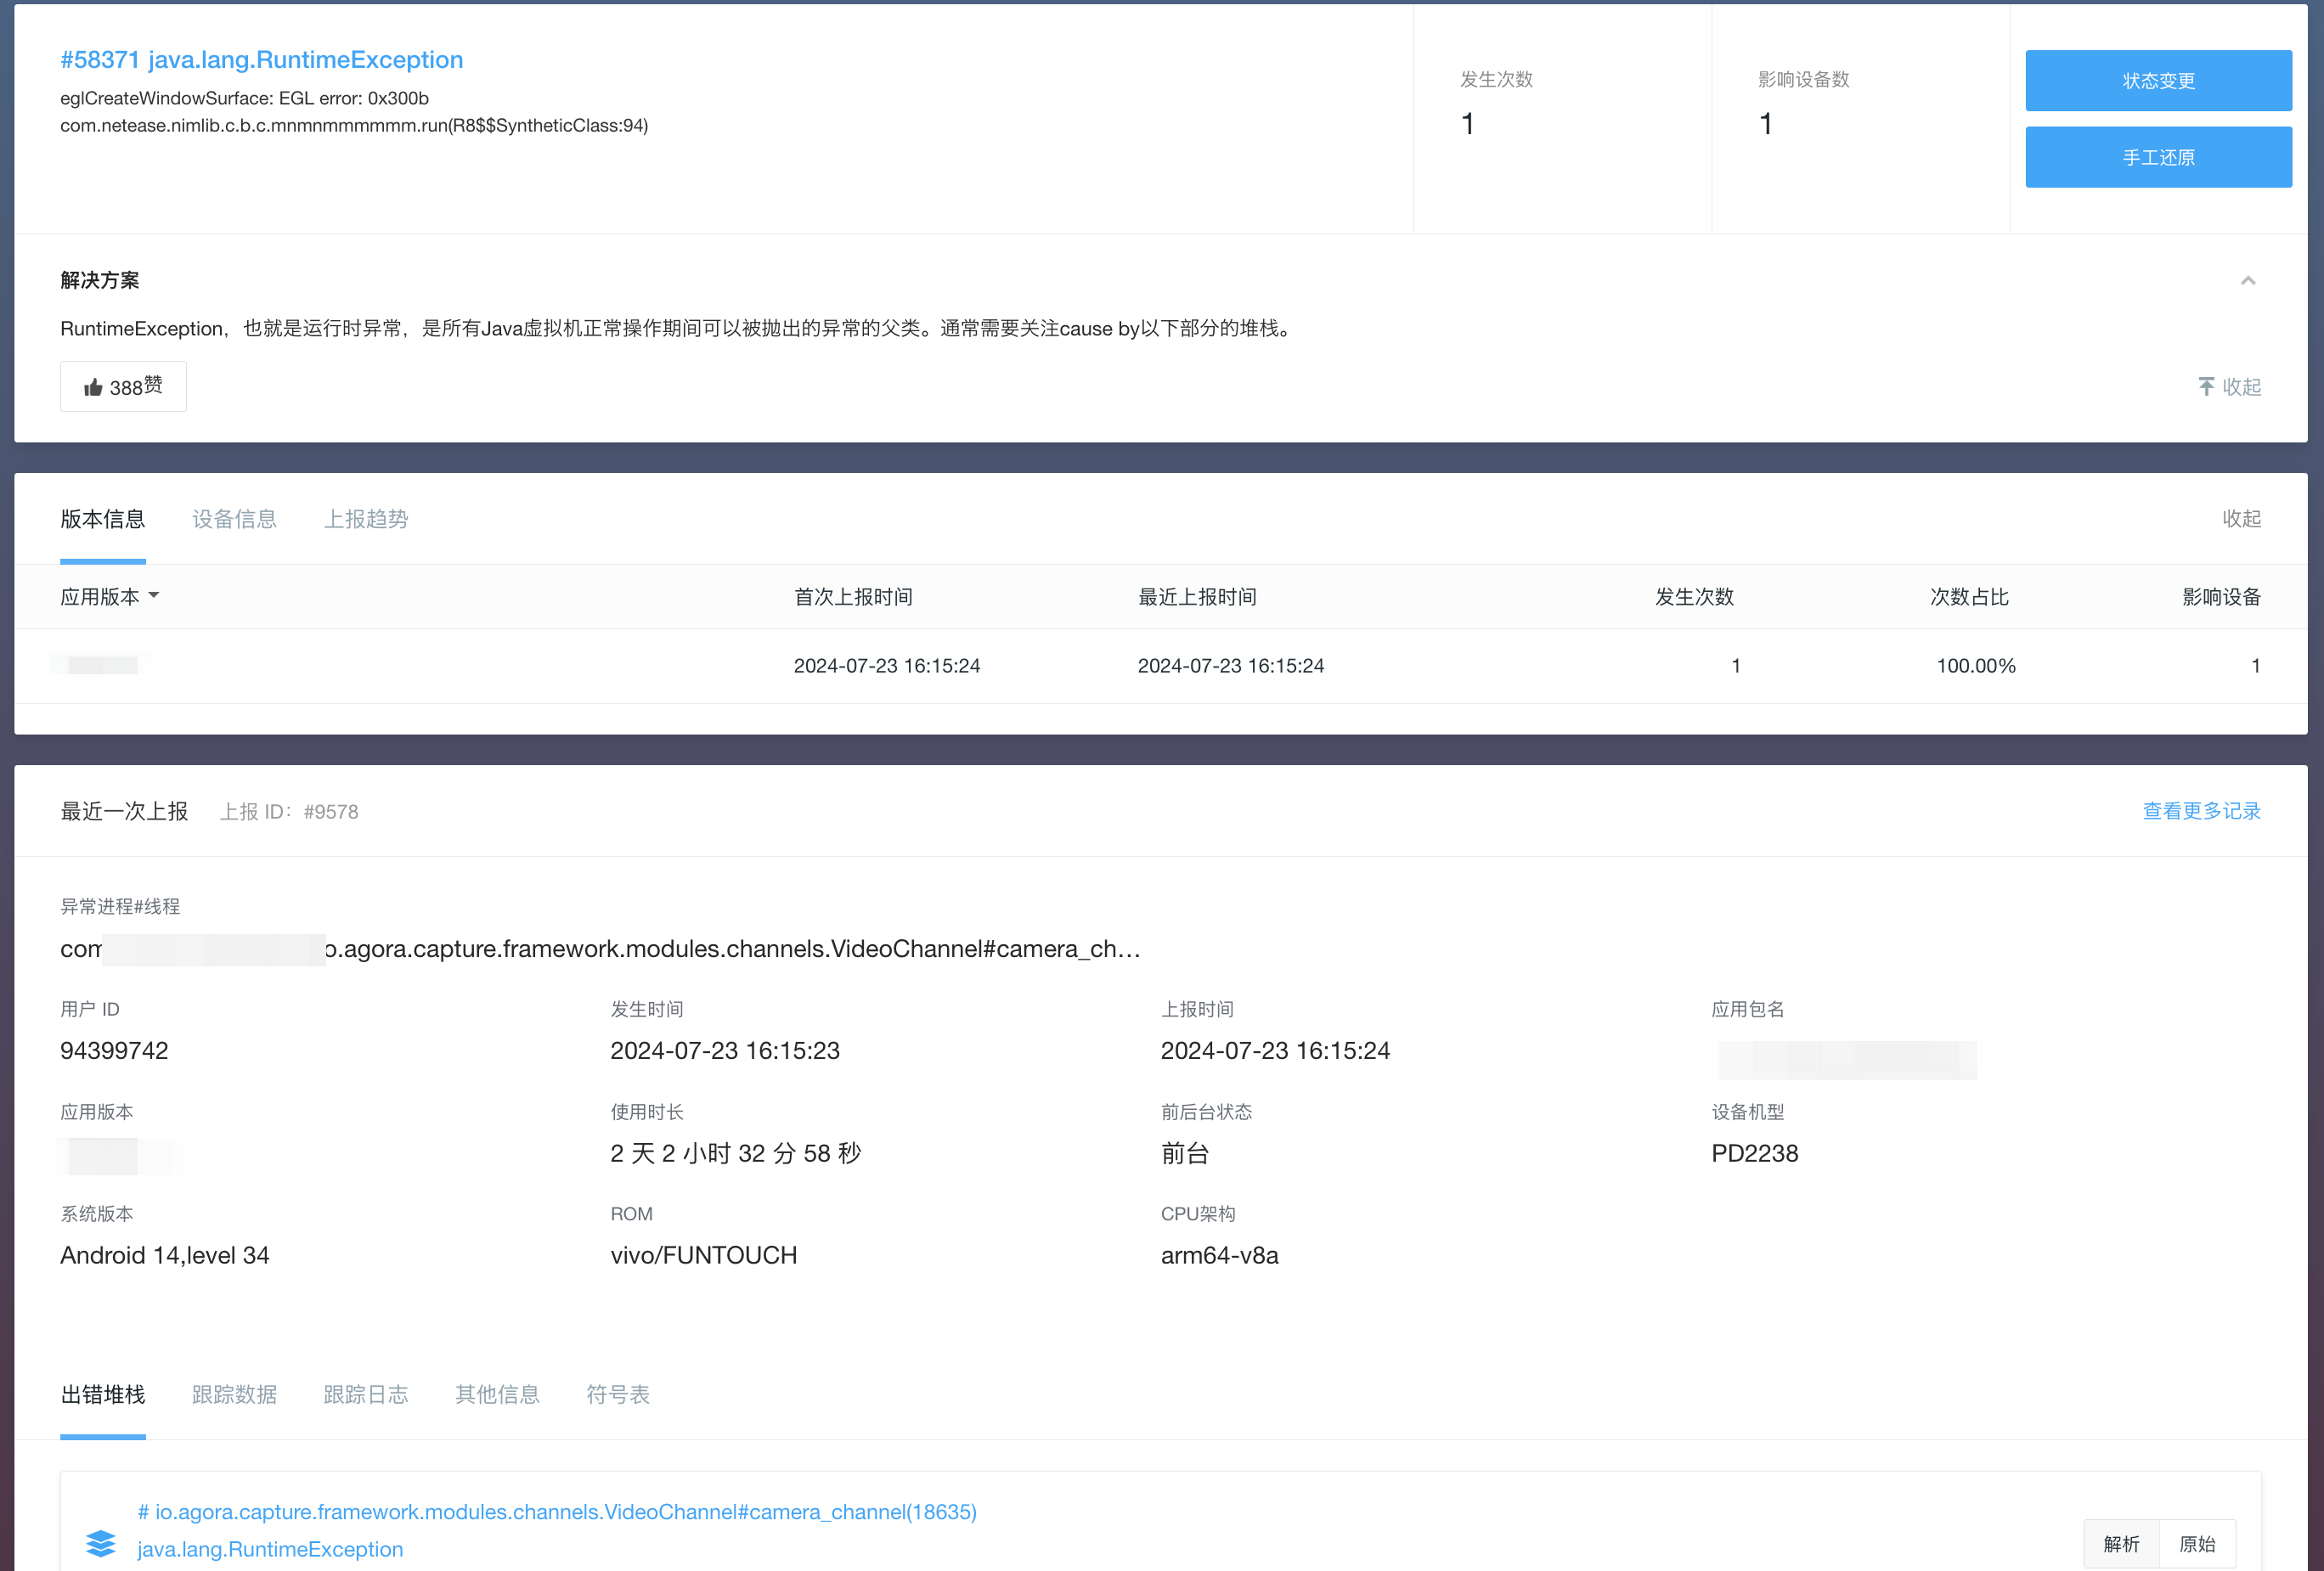 #58371 java.lang.RuntimeException
eglCreateWindowSurface: EGL error: 0x300b
com.netease.nimlib.c.b.c.mnmnmmmmmm.run(R8$$SyntheticClass:94)
发生次数
1
影响设备数
1
状态变更
手工还原
解决方案
RuntimeException，也就是运行时异常，是所有Java虚拟机正常操作期间可以被抛出的异常的父类。通常需要关注cause by以下部分的堆栈。
388赞
收起
版本信息 设备信息 上报趋势 收起
应用版本 首次上报时间 最近上报时间 发生次数 次数占比 影响设备
2024-07-23 16:15:24 2024-07-23 16:15:24 1 100.00% 1
最近一次上报 上报 ID：#9578 查看更多记录
异常进程#线程
com o.agora.capture.framework.modules.channels.VideoChannel#camera_ch…
用户 ID 发生时间 上报时间 应用包名
94399742 2024-07-23 16:15:23 2024-07-23 16:15:24
应用版本 使用时长 前后台状态 设备机型
2 天 2 小时 32 分 58 秒 前台 PD2238
系统版本 ROM CPU架构
Android 14,level 34 vivo/FUNTOUCH arm64-v8a
出错堆栈 跟踪数据 跟踪日志 其他信息 符号表
# io.agora.capture.framework.modules.channels.VideoChannel#camera_channel(18635)
java.lang.RuntimeException
解析 原始